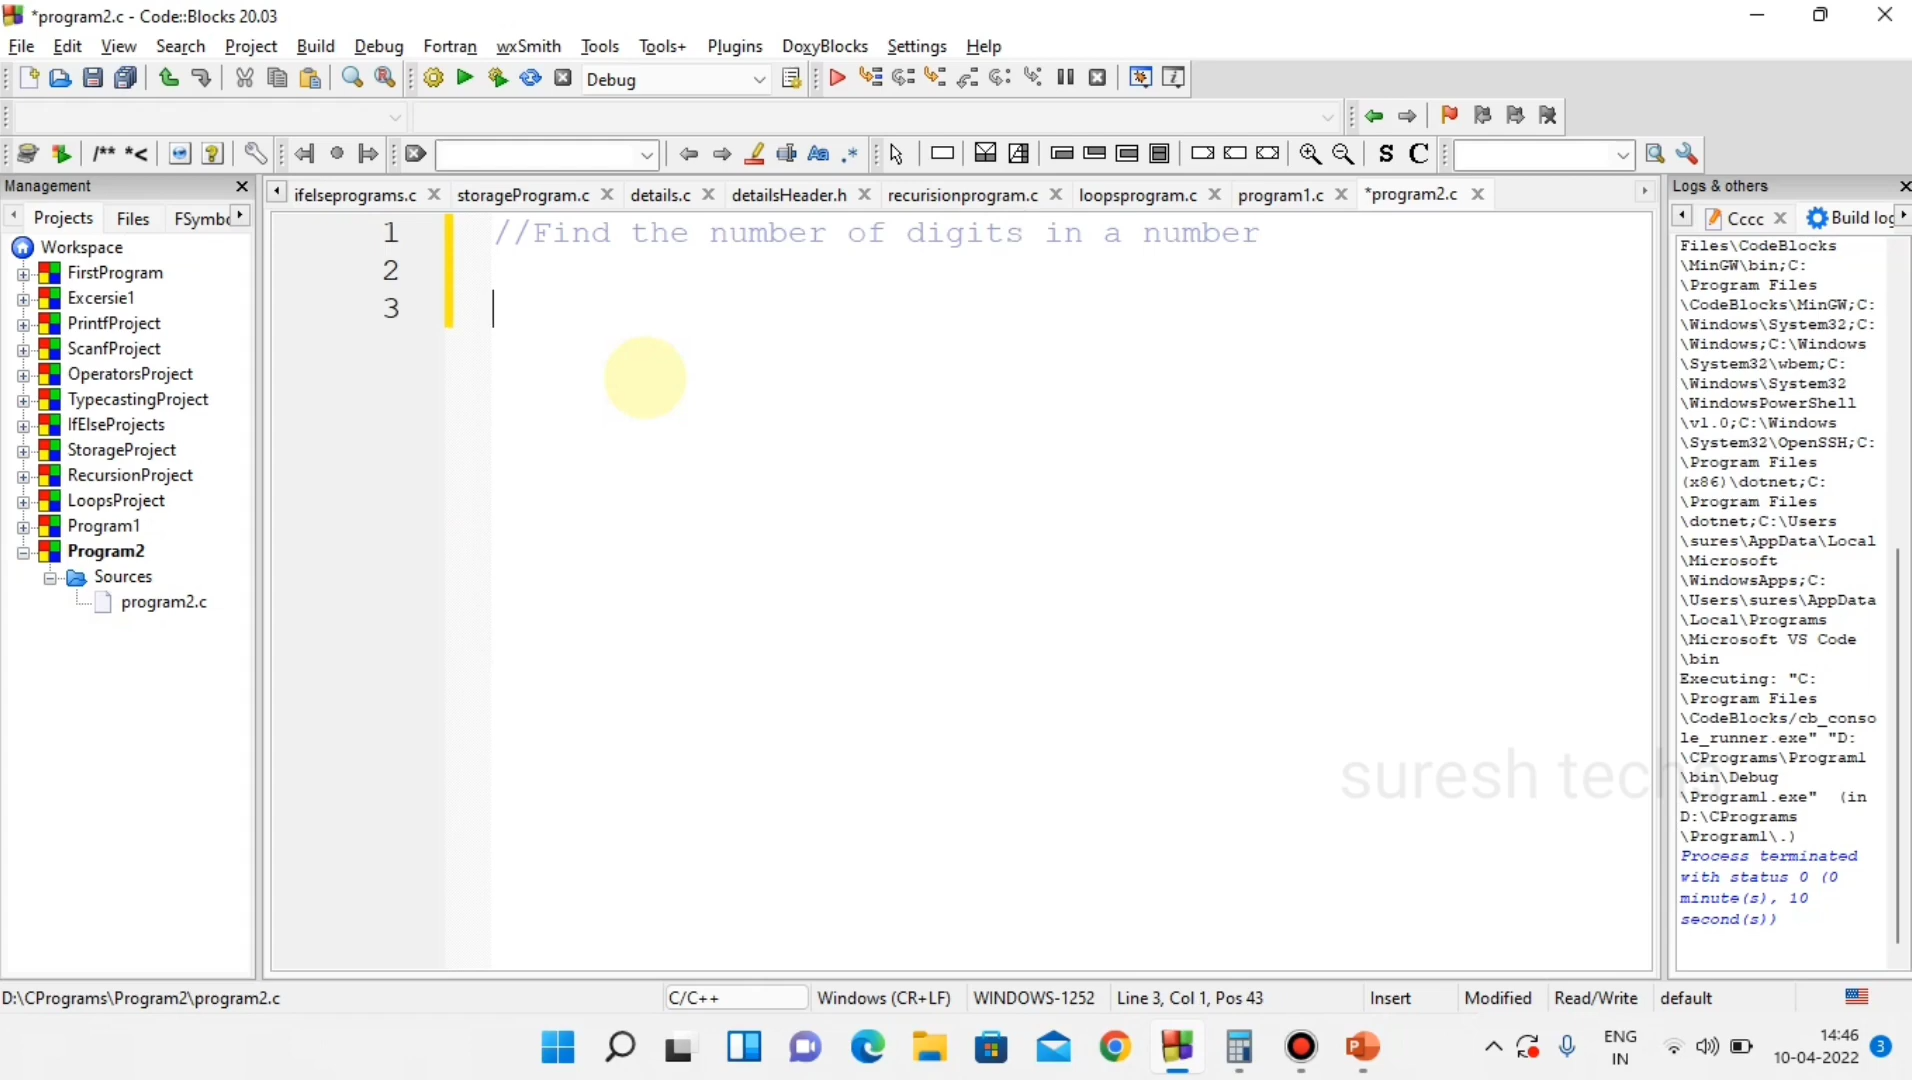 *program2.c - Code::Blocks 20.03
File Edit View Search Project Build Debug Fortran wxSmith Tools Tools+ Plugins DoxyBlocks Settings Help
Debug
/** *<
Aa .*
S C
Management
Projects Files FSymbo
ifelseprograms.c storageProgram.c details.c detailsHeader.h recurisionprogram.c loopsprogram.c program1.c *program2.c
Logs & others
Cccc Build log
Workspace
FirstProgram
Excersie1
PrintfProject
ScanfProject
OperatorsProject
TypecastingProject
IfElseProjects
StorageProject
RecursionProject
LoopsProject
Program1
Program2
Sources
program2.c
1 //Find the number of digits in a number
2
3
Files\CodeBlocks
\MinGW\bin;C:
\Program Files
\CodeBlocks\MinGW;C:
\Windows\System32;C:
\Windows;C:\Windows
\System32\wbem;C:
\Windows\System32
\WindowsPowerShell
\v1.0;C:\Windows
\System32\OpenSSH;C:
\Program Files
(x86)\dotnet;C:
\Program Files
\dotnet;C:\Users
\sures\AppData\Local
\Microsoft
\WindowsApps;C:
\Users\sures\AppData
\Local\Programs
\Microsoft VS Code
\bin
Executing: "C:
\Program Files
\CodeBlocks/cb_conso
le_runner.exe" "D:
\CPrograms\Program1
\bin\Debug
\Program1.exe" (in
D:\CPrograms
\Program1\.)
Process terminated
with status 0 (0
minute(s), 10
second(s))
suresh techs
D:\CPrograms\Program2\program2.c C/C++ Windows (CR+LF) WINDOWS-1252 Line 3, Col 1, Pos 43 Insert Modified Read/Write default
ENG
IN
14:46
10-04-2022
3